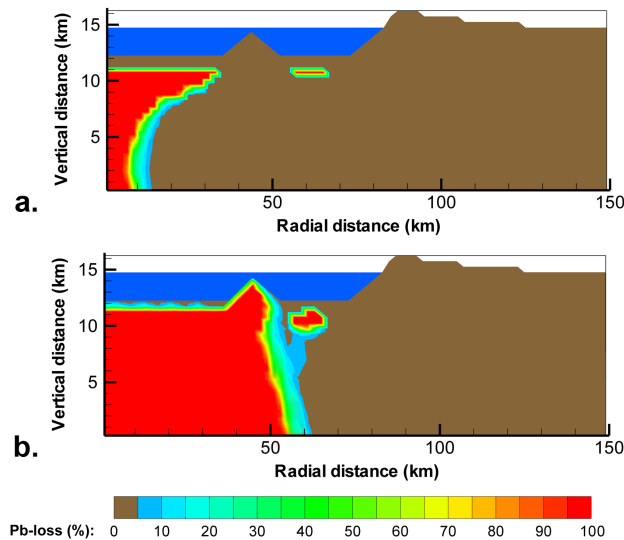 15
10
5
Vertical distance (km)
50
100
150
Radial distance (km)
a.
15
10
5
Vertical distance (km)
50
100
150
Radial distance (km)
b.
Pb-loss (%): 0 10 20 30 40 50 60 70 80 90 100